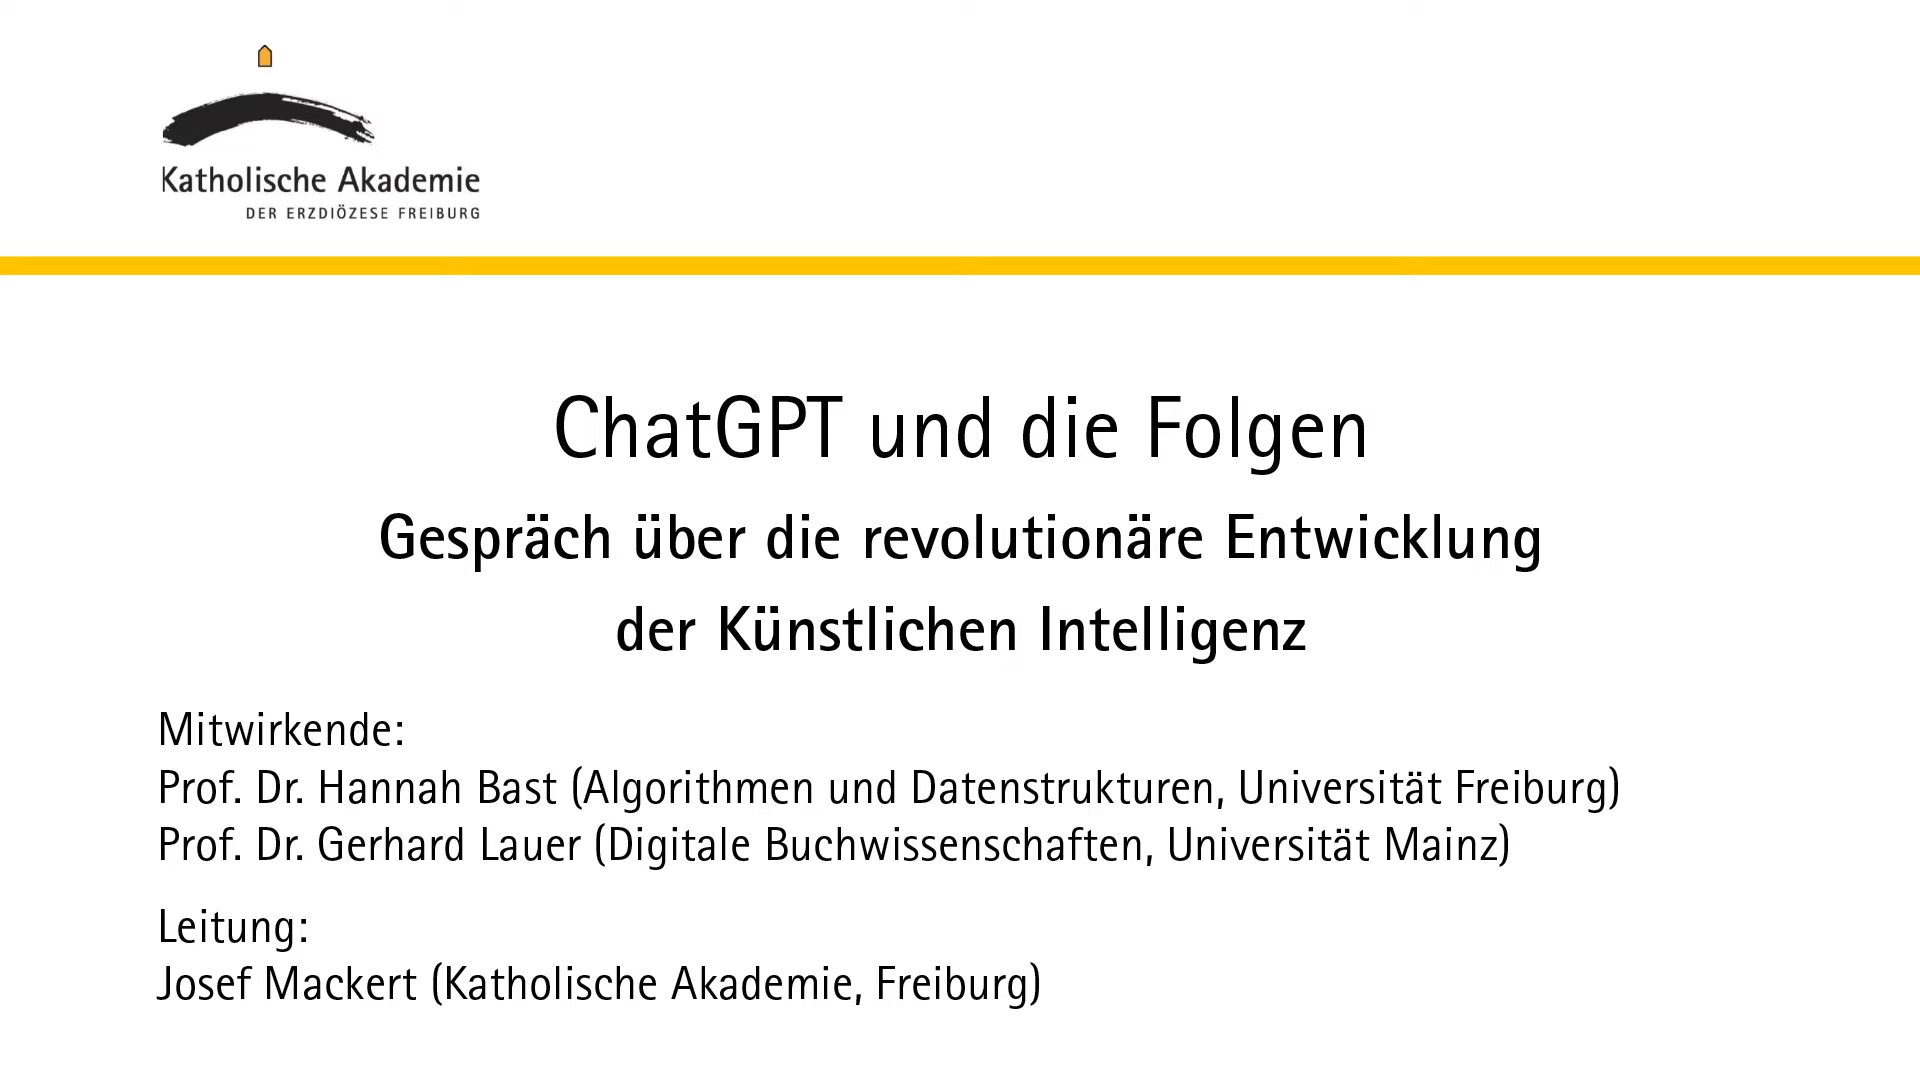 Katholische Akademie
DER ERZDIÖZESE FREIBURG
ChatGPT und die Folgen
Gespräch über die revolutionäre Entwicklung
der Künstlichen Intelligenz
Mitwirkende:
Prof. Dr. Hannah Bast (Algorithmen und Datenstrukturen, Universität Freiburg)
Prof. Dr. Gerhard Lauer (Digitale Buchwissenschaften, Universität Mainz)
Leitung:
Josef Mackert (Katholische Akademie, Freiburg)